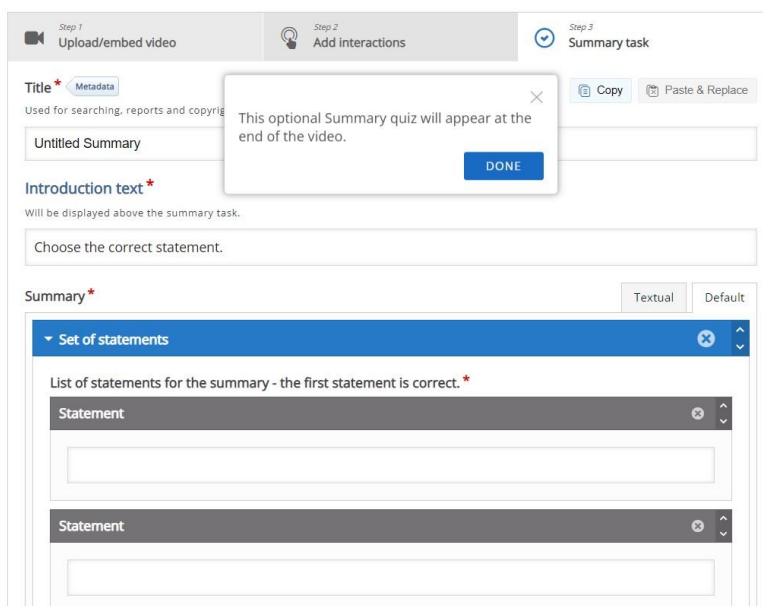 Step 1
Upload/embed video
Step 2
Add interactions
Step 3
Summary task
Title * Metadata
Copy
Paste & Replace
Used for searching, reports and
This optional Summary quiz will appear at the
end of the video.
DONE
Untitled Summary
Introduction text *
Will be displayed above the summary task.
Choose the correct statement.
Summary *
Textual
Default
Set of statements
List of statements for the summary - the first statement is correct. *
Statement
Statement